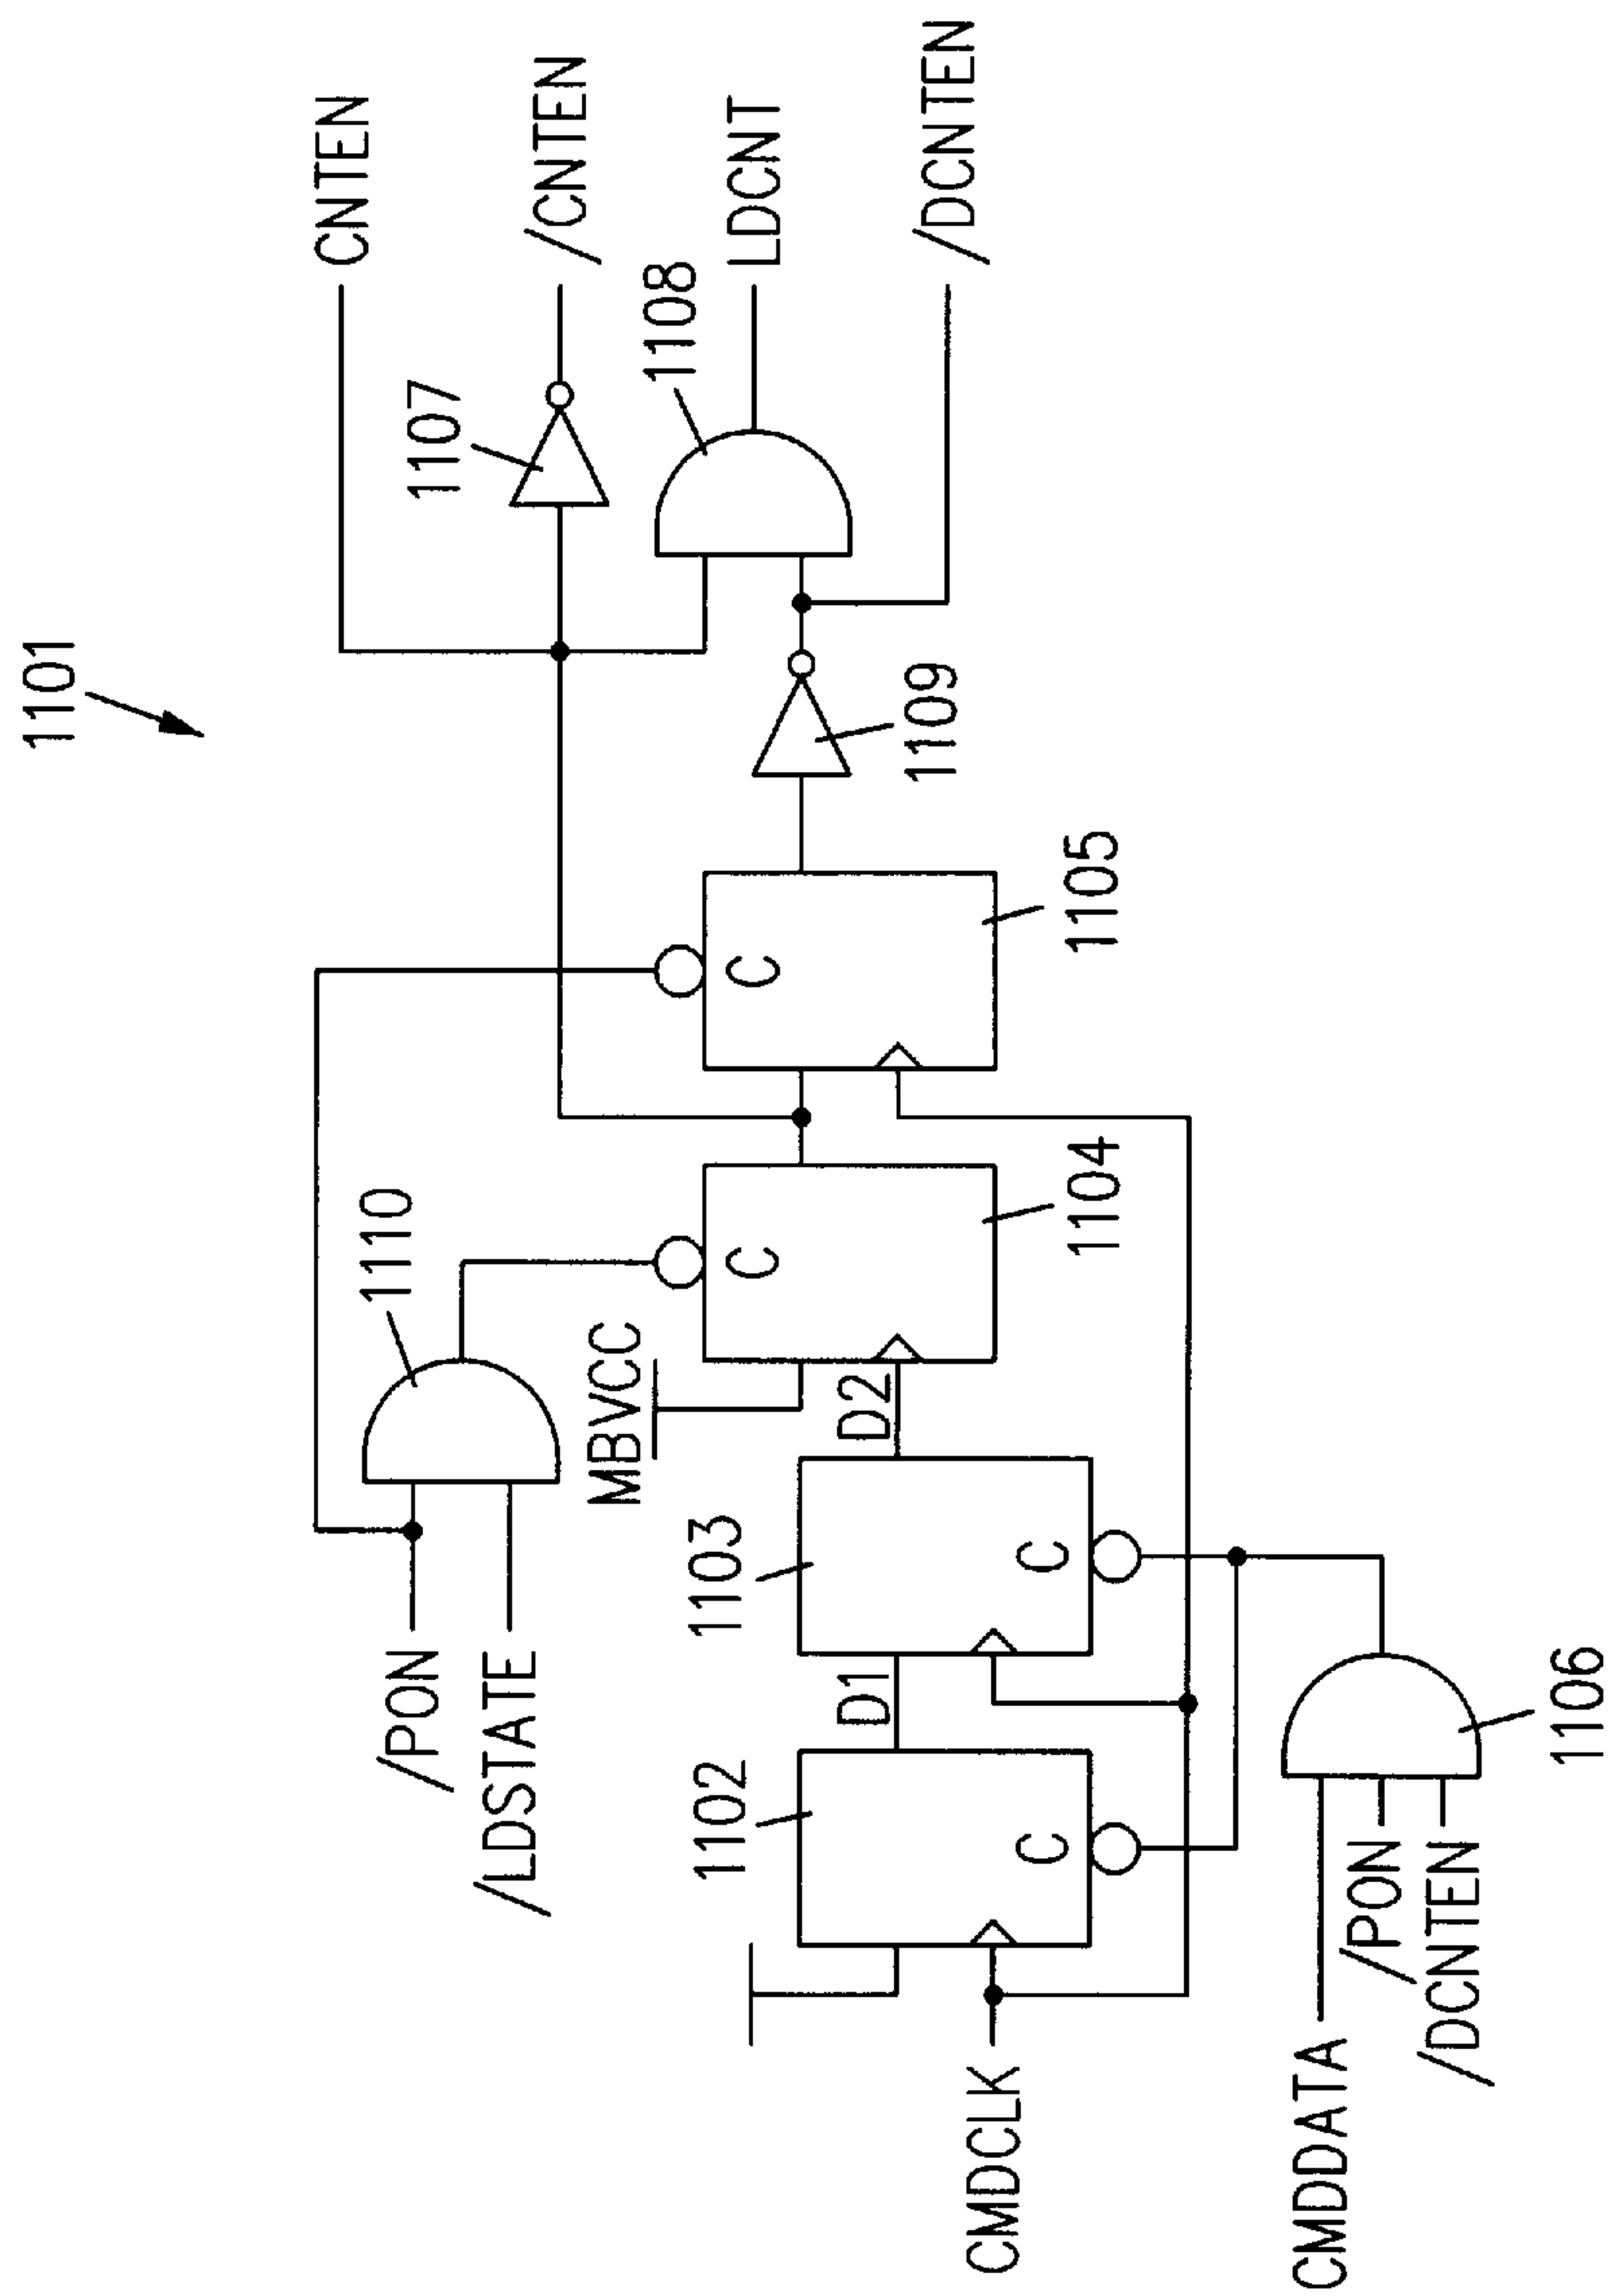 1101
CNTEN
/CNTEN
LDCNT
/DCNTEN
1107
1108
1109
1105
C
1104
C
1110
MBVCC
/PON
/LDSTATE
D2
1103
C
D1
1102
C
CMDCLK
CMDDATA
/PON
/DCNTEN
1106